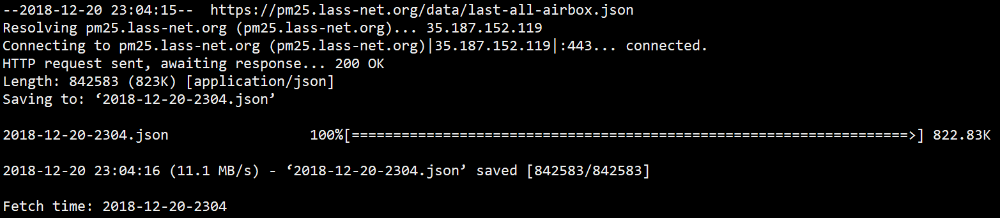 --2018-12-20 23:04:15--  https://pm25.lass-net.org/data/last-all-airbox.json
Resolving pm25.lass-net.org (pm25.lass-net.org)... 35.187.152.119
Connecting to pm25.lass-net.org (pm25.lass-net.org)|35.187.152.119|:443... connected.
HTTP request sent, awaiting response... 200 OK
Length: 842583 (823K) [application/json]
Saving to: ‘2018-12-20-2304.json’
2018-12-20-2304.json                 100%[===================================================================>] 822.83K
2018-12-20 23:04:16 (11.1 MB/s) - ‘2018-12-20-2304.json’ saved [842583/842583]
Fetch time: 2018-12-20-2304